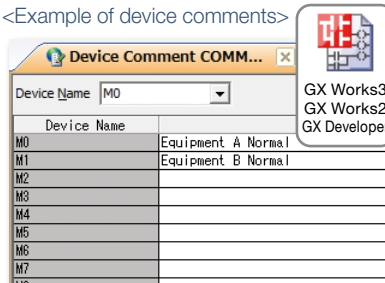 <Example of device comments>
Device Comment COMM...
Device Name M0
GX Works3
GX Works2
GX Developer
Device Name
M0 Equipment A Normal
M1 Equipment B Normal
M2
M3
M4
M5
M6
M7